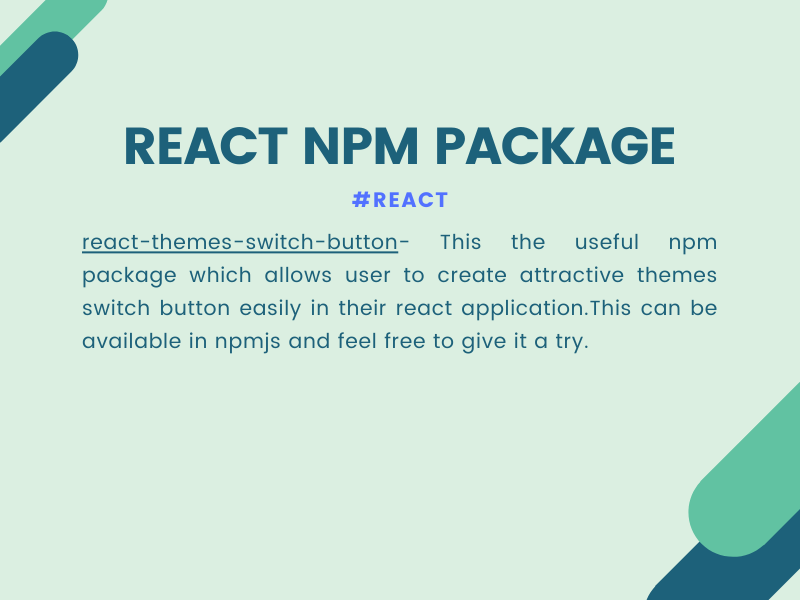 REACT NPM PACKAGE
#REACT
react-themes-switch-button- This the useful npm
package which allows user to create attractive themes
switch button easily in their react application.This can be
available in npmjs and feel free to give it a try.